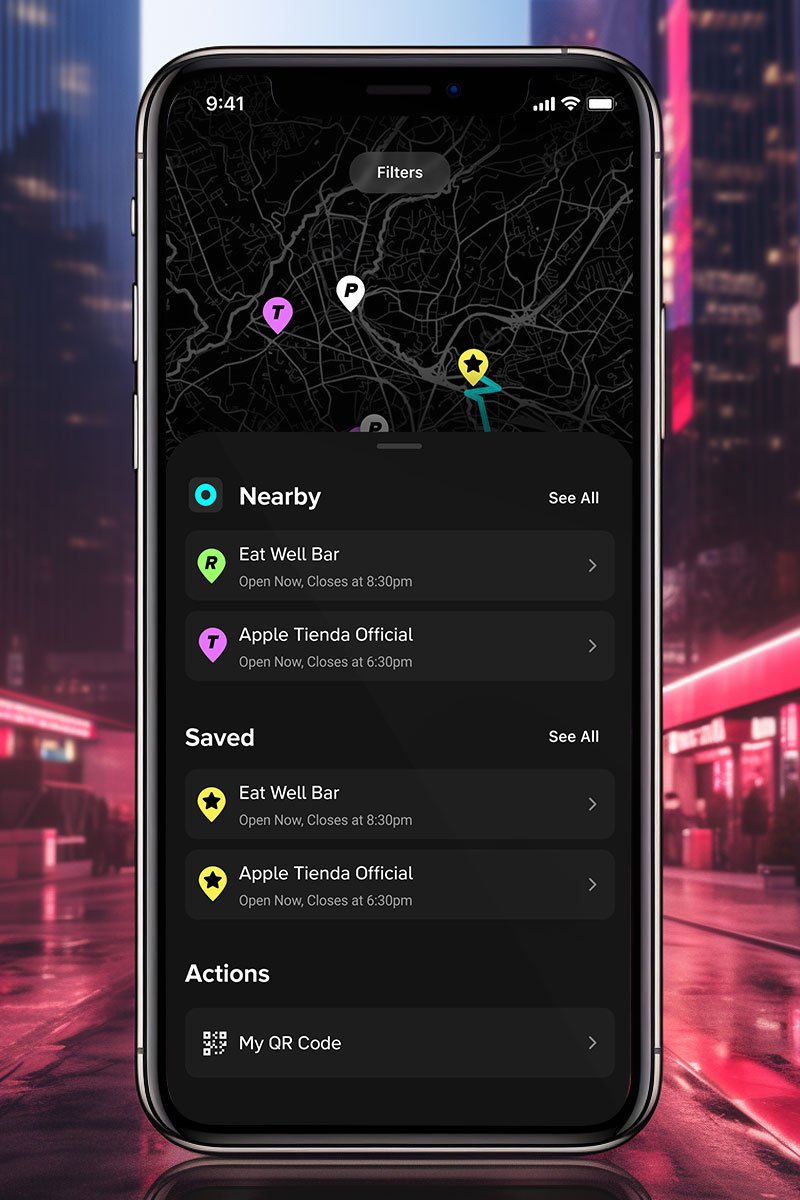 9:41
Filters
T
P
P
Nearby
See All
R
Eat Well Bar
Open Now, Closes at 8:30pm
T
Apple Tienda Official
Open Now, Closes at 6:30pm
Saved
See All
Eat Well Bar
Open Now, Closes at 8:30pm
Apple Tienda Official
Open Now, Closes at 6:30pm
Actions
My QR Code